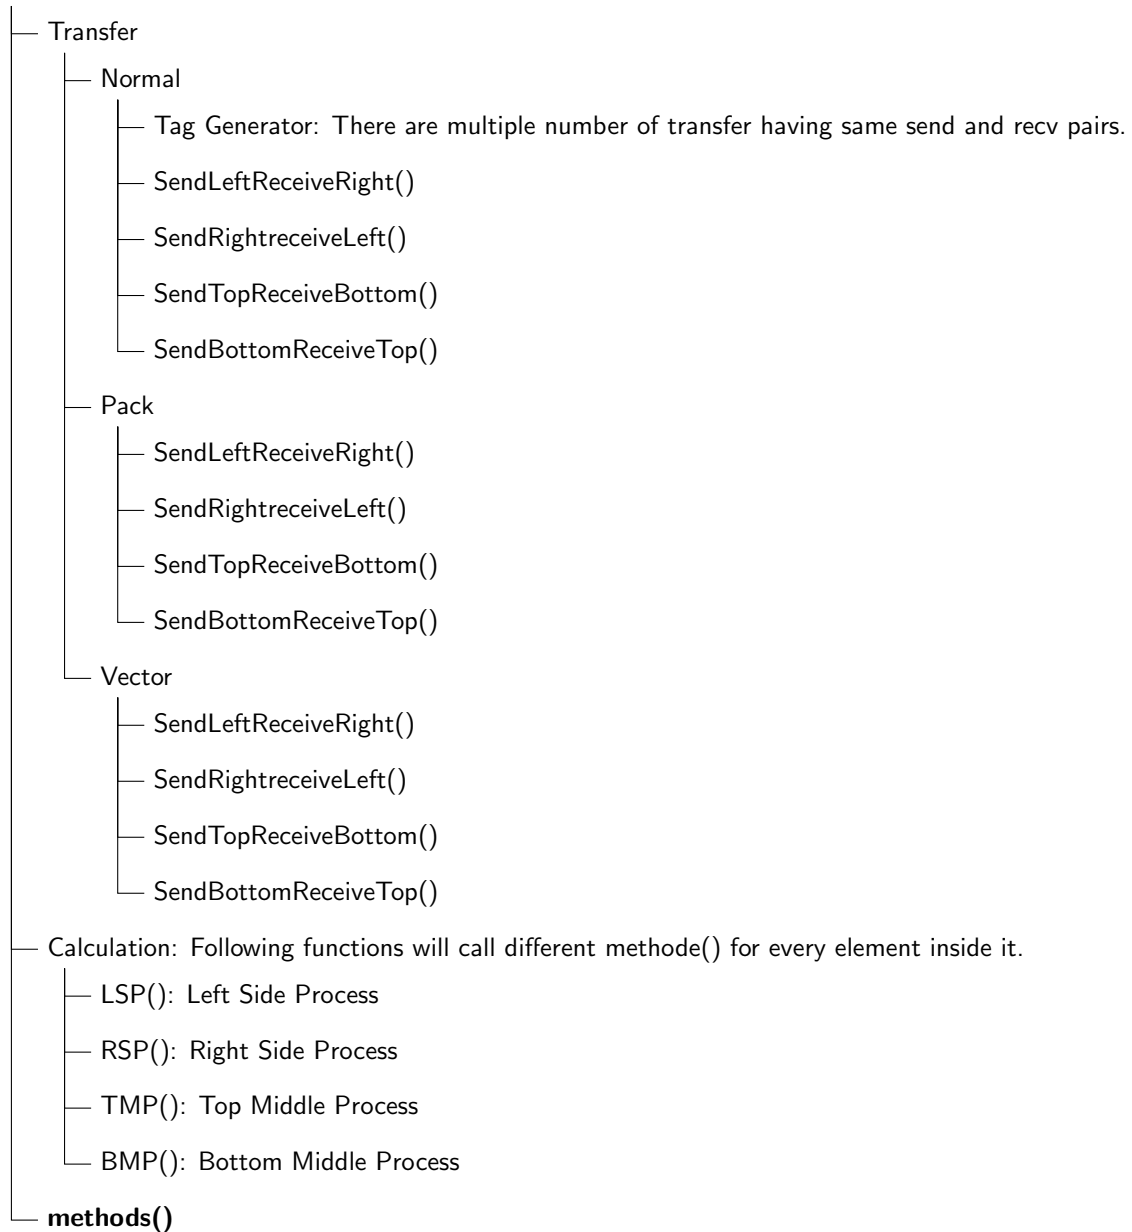 Transfer
Normal
Tag Generator: There are multiple number of transfer having same send and recv pairs.
SendLeftReceiveRight()
SendRightreceiveLeft()
SendTopReceiveBottom()
SendBottomReceiveTop()
Pack
SendLeftReceiveRight()
SendRightreceiveLeft()
SendTopReceiveBottom()
SendBottomReceiveTop()
Vector
SendLeftReceiveRight()
SendRightreceiveLeft()
SendTopReceiveBottom()
SendBottomReceiveTop()
Calculation: Following functions will call different methode() for every element inside it.
LSP(): Left Side Process
RSP(): Right Side Process
TMP(): Top Middle Process
BMP(): Bottom Middle Process
methods()